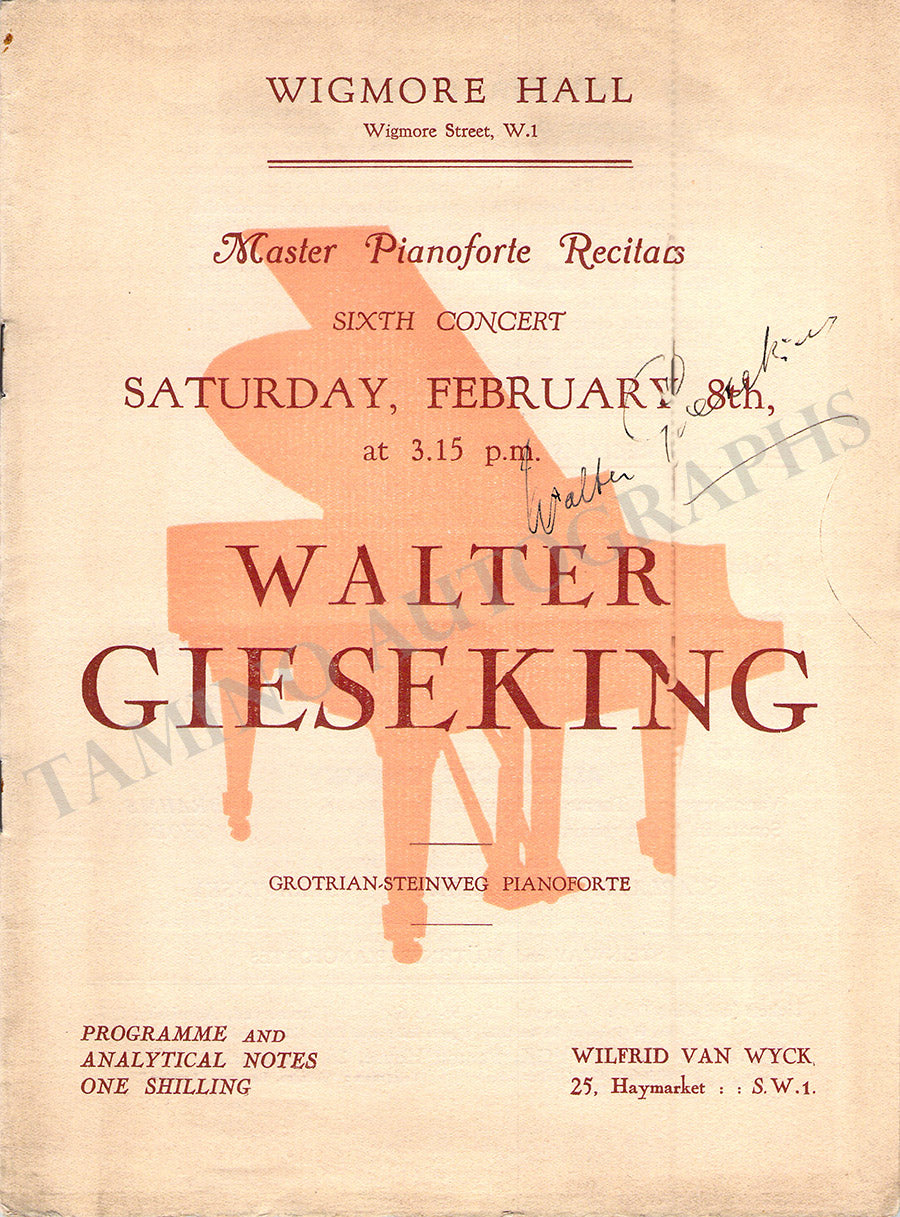 WIGMORE HALL
Wigmore Street, W.1
Master Pianoforte Recitals
SIXTH CONCERT
SATURDAY, FEBRUARY 8th,
at 3.15 p.m.
Walter Gieseking
WALTER
GIESEKING
TAMINO AUTOGRAPHS
GROTRIAN-STEINWEG PIANOFORTE
PROGRAMME AND
ANALYTICAL NOTES
ONE SHILLING
WILFRID VAN WYCK,
25, Haymarket : : S.W.1.